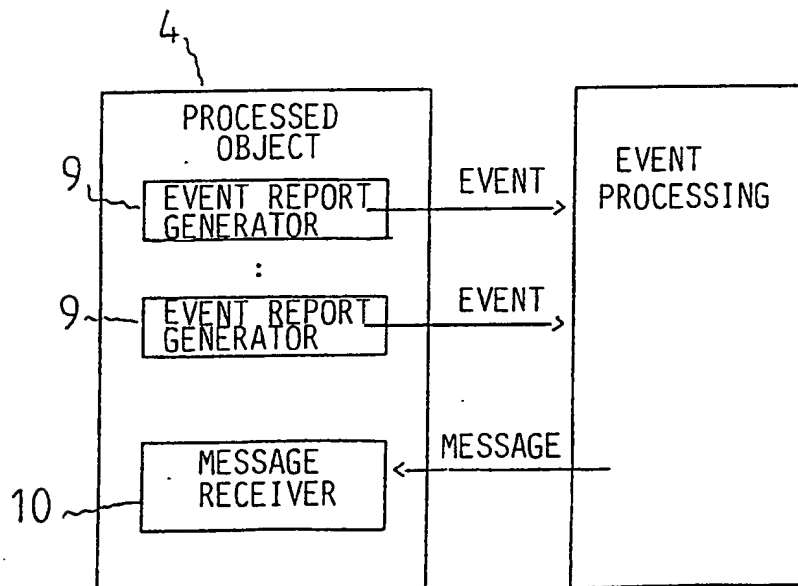 4
PROCESSED
OBJECT
9
EVENT REPORT
GENERATOR
EVENT
EVENT
PROCESSING
:
9
EVENT REPORT
GENERATOR
EVENT
10
MESSAGE
RECEIVER
MESSAGE